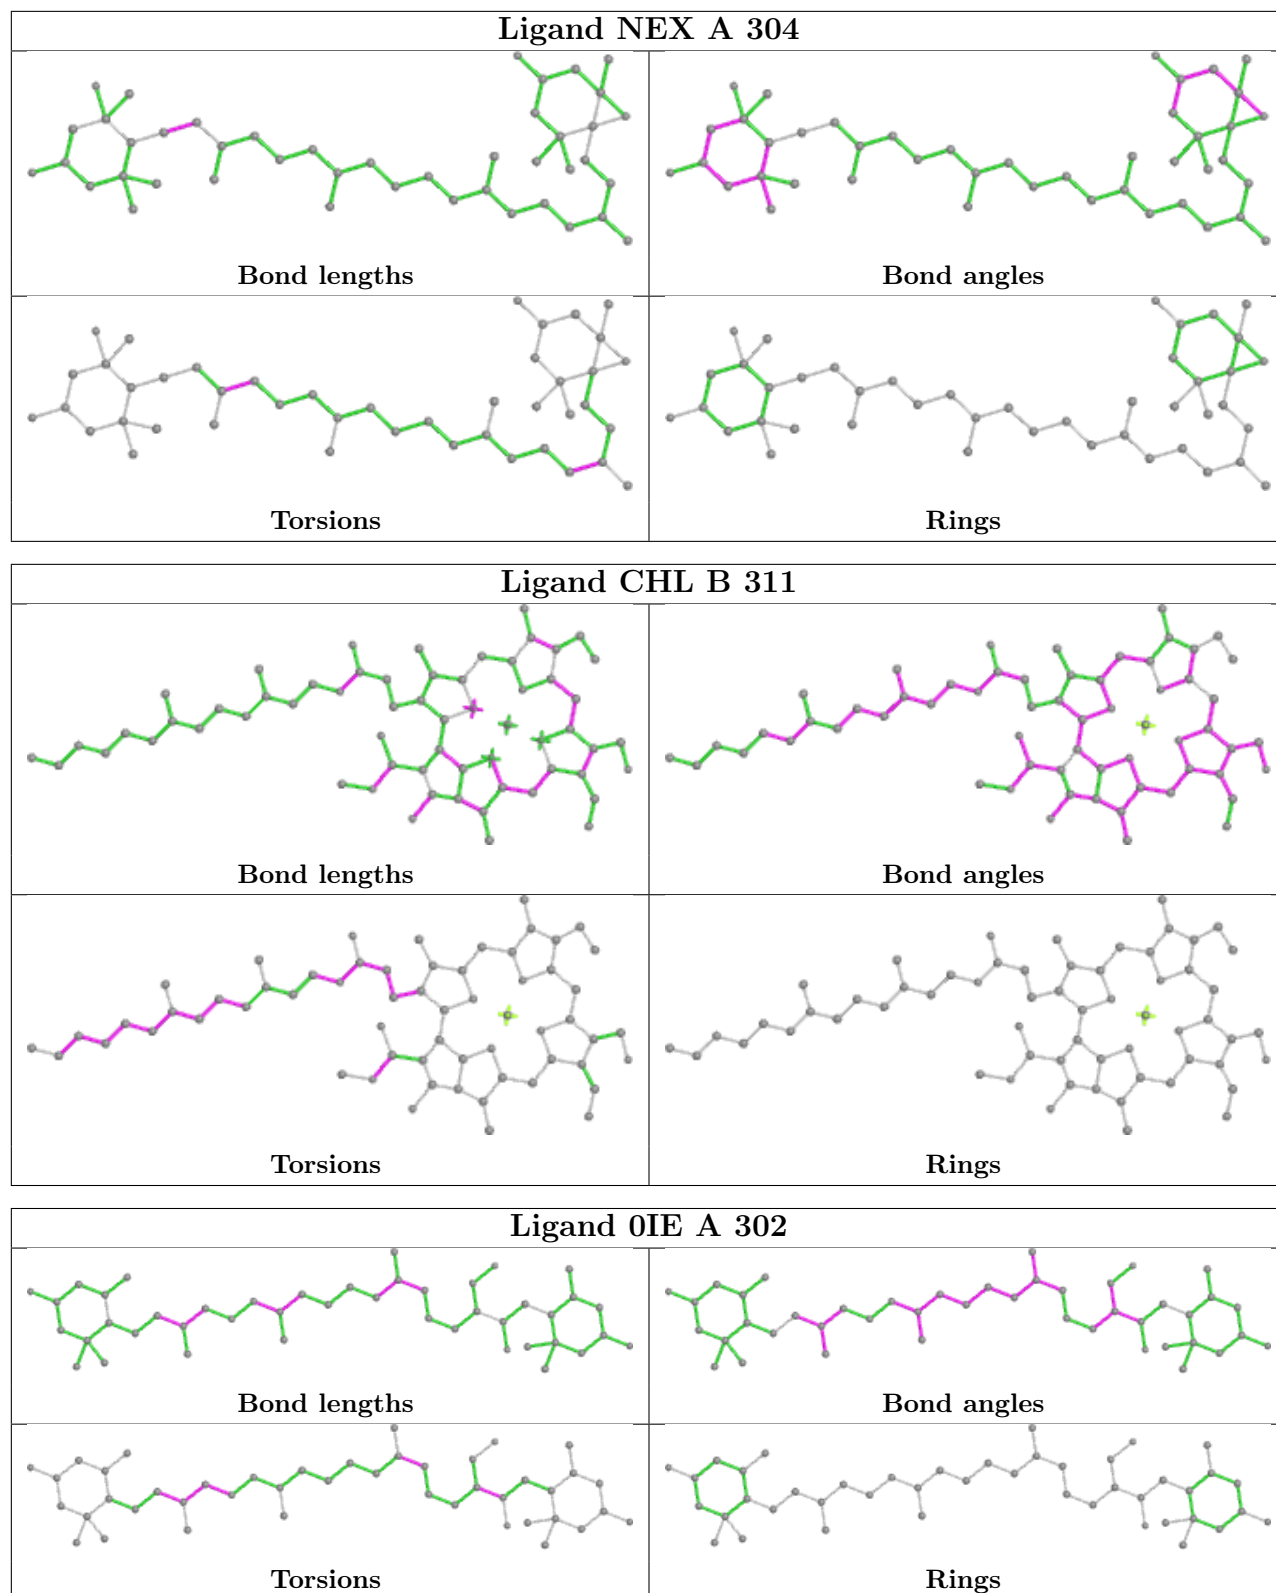 Ligand NEX A 304
Bond lengths
Bond angles
Torsions
Rings
Ligand CHL B 311
Bond lengths
Bond angles
Torsions
Rings
Ligand 0IE A 302
Bond lengths
Bond angles
Torsions
Rings